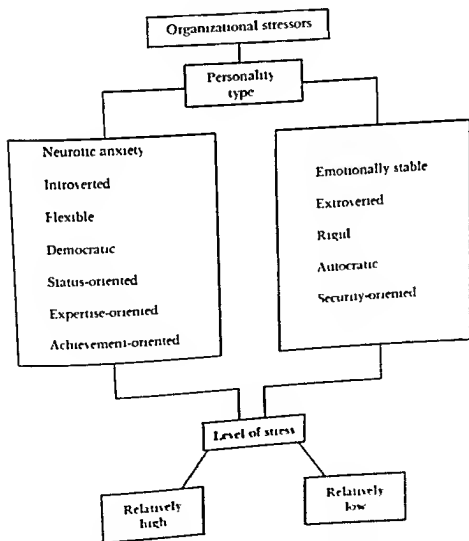 Organizational stressors
Personality
type
Neurotic anxiety
Introverted
Flexible
Democratic
Status-oriented
Expertise-oriented
Achievement-oriented
Emotionally stable
Extroverted
Rigid
Autocratic
Security-oriented
Level of stress
Relatively
high
Relatively
low